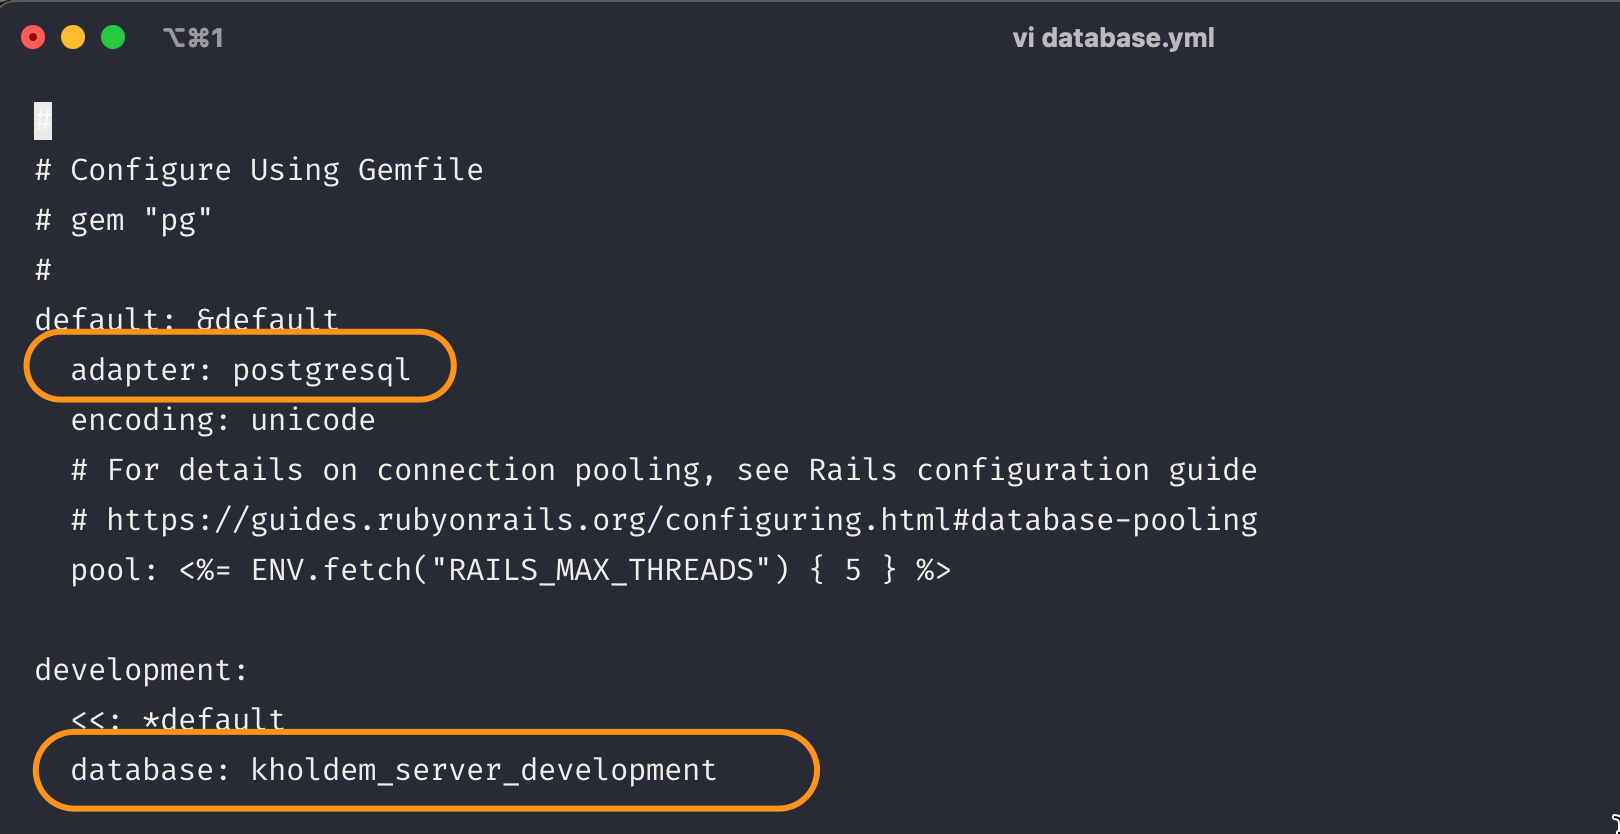 ⌥⌘1
vi database.yml
#
# Configure Using Gemfile
# gem "pg"
#
default: &default
  adapter: postgresql
  encoding: unicode
  # For details on connection pooling, see Rails configuration guide
  # https://guides.rubyonrails.org/configuring.html#database-pooling
  pool: <%= ENV.fetch("RAILS_MAX_THREADS") { 5 } %>

development:
  <<: *default
  database: kholdem_server_development